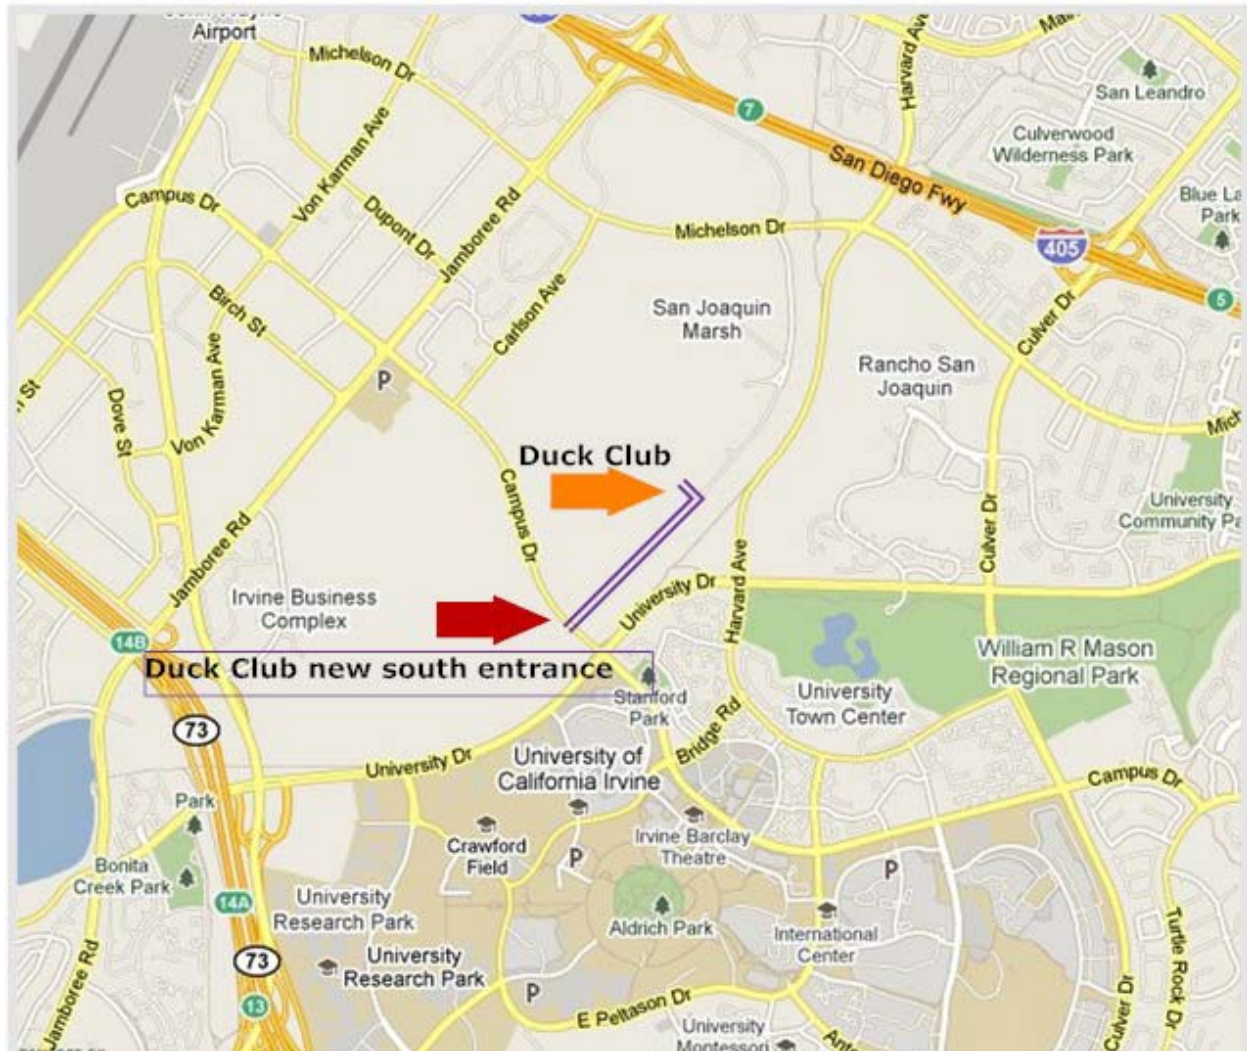 Airport
Michelson Dr
Harvard Ave
San Leandro
7
Culverwood
Wilderness Park
Von Karman Ave
San Diego Fwy
Campus Dr
Dupont Dr
Jamboree Rd
Michelson Dr
405
Park
5
Birch St
Carlson Ave
San Joaquin
Marsh
Culver Dr
Rancho San
Joaquin
P
Von Karman Ave
Dove St
Duck Club
Campus Dr
University
Culver Dr
Jamboree Rd
Irvine Business
Complex
University Dr
Harvard Ave
14B
Duck Club new south entrance
William R Mason
Regional Park
Stanford
Park
University
Town Center
73
Bridge Rd
University Dr
University of
California Irvine
Campus Dr
Park
Crawford
Field
P
Irvine Barclay
Theatre
P
Bonita
Creek Park
14A
University
Research Park
Aldrich Park
International
Center
Turtle Rock Dr
University
Research Park
73
P
E Peltason Dr
13
Jamboree Rd
Culver Dr
University
Montessori